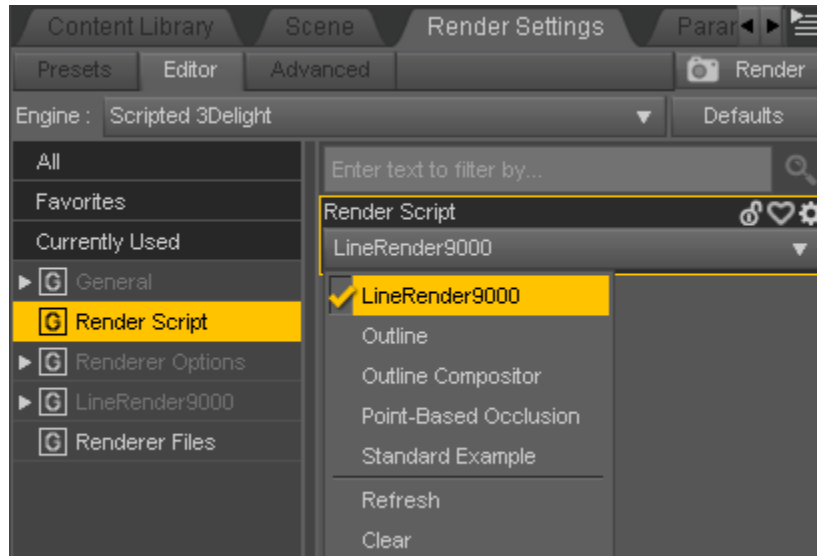 Content Library Scene Render Settings
Presets Editor Advanced Render
Engine : Scripted 3Delight Defaults
All
Favorites
Currently Used
G General
G Render Script
G Renderer Options
G LineRender9000
G Renderer Files
Enter text to filter by...
Render Script
LineRender9000
LineRender9000
Outline
Outline Compositor
Point-Based Occlusion
Standard Example
Refresh
Clear